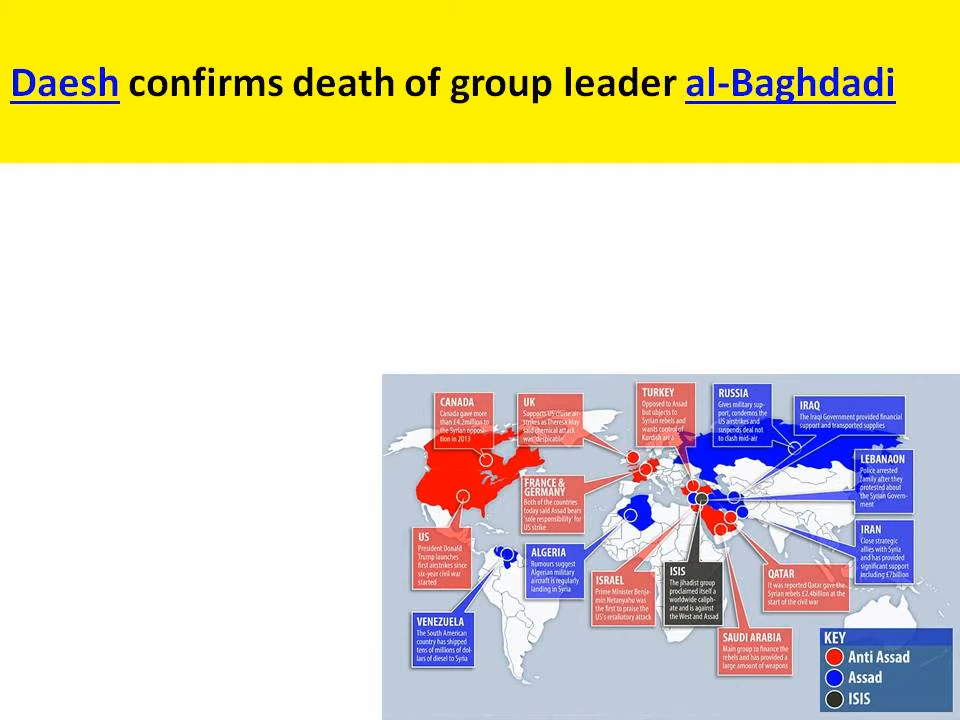 Daesh confirms death of group leader al-Baghdadi
CANADA
Canada gave more
than £4.2million to
the Syrian opposi-
tion in 2013
UK
Supports US cruise air-
strikes as Theresa May
said chemical attack
was 'despicable'
TURKEY
Opposed to Assad
but objects to
Syrian rebels and
wants control of
Kurdish area
RUSSIA
Gives military sup-
port, condemns the
US airstrikes and
suspends deal not
to clash mid-air
IRAQ
The Iraqi Government provided financial
support and transported supplies
LEBANAON
Police arrested
family after they
protested about
the Syrian Govern-
ment
FRANCE &
GERMANY
Both of the countries
today said Assad bears
'sole responsibility' for
US strike
US
President Donald
Trump launches
first airstrikes since
six-year civil war
started
ALGERIA
Rumours suggest
Algerian military
aircraft is regularly
landing in Syria
IRAN
Close strategic
allies with Syria
and has provided
significant support
including £7billion
ISRAEL
Prime Minister Benja-
min Netanyahu was
the first to praise the
US's retaliatory attack
ISIS
The jihadist group
proclaimed itself a
worldwide caliph-
ate and is against
the West and Assad
QATAR
It was reported Qatar gave the
Syrian rebels £2.4billion at the
start of the civil war
VENEZUELA
The South American
country has shipped
tens of millions of dol-
lars of diesel to Syria
SAUDI ARABIA
Main group to finance the
rebels and has provided a
large amount of weapons
KEY
Anti Assad
Assad
ISIS